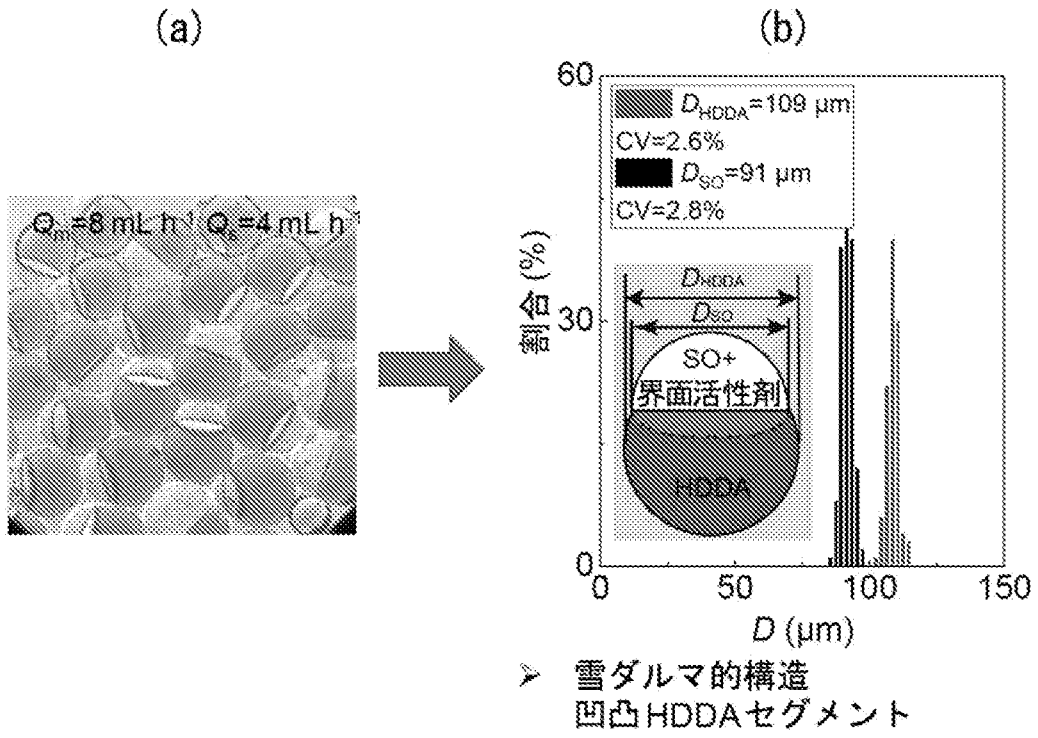 (a)
Qm=8 mL h-1 Qs=4 mL h-1
(b)
60
30
0
割合 (%)
DHDDA=109 μm
CV=2.6%
DSO=91 μm
CV=2.8%
DHDDA
DSO
SO+
界面活性剤
HDDA
0
50
100
150
D (μm)
➢ 雪ダルマ的構造
凹凸HDDAセグメント